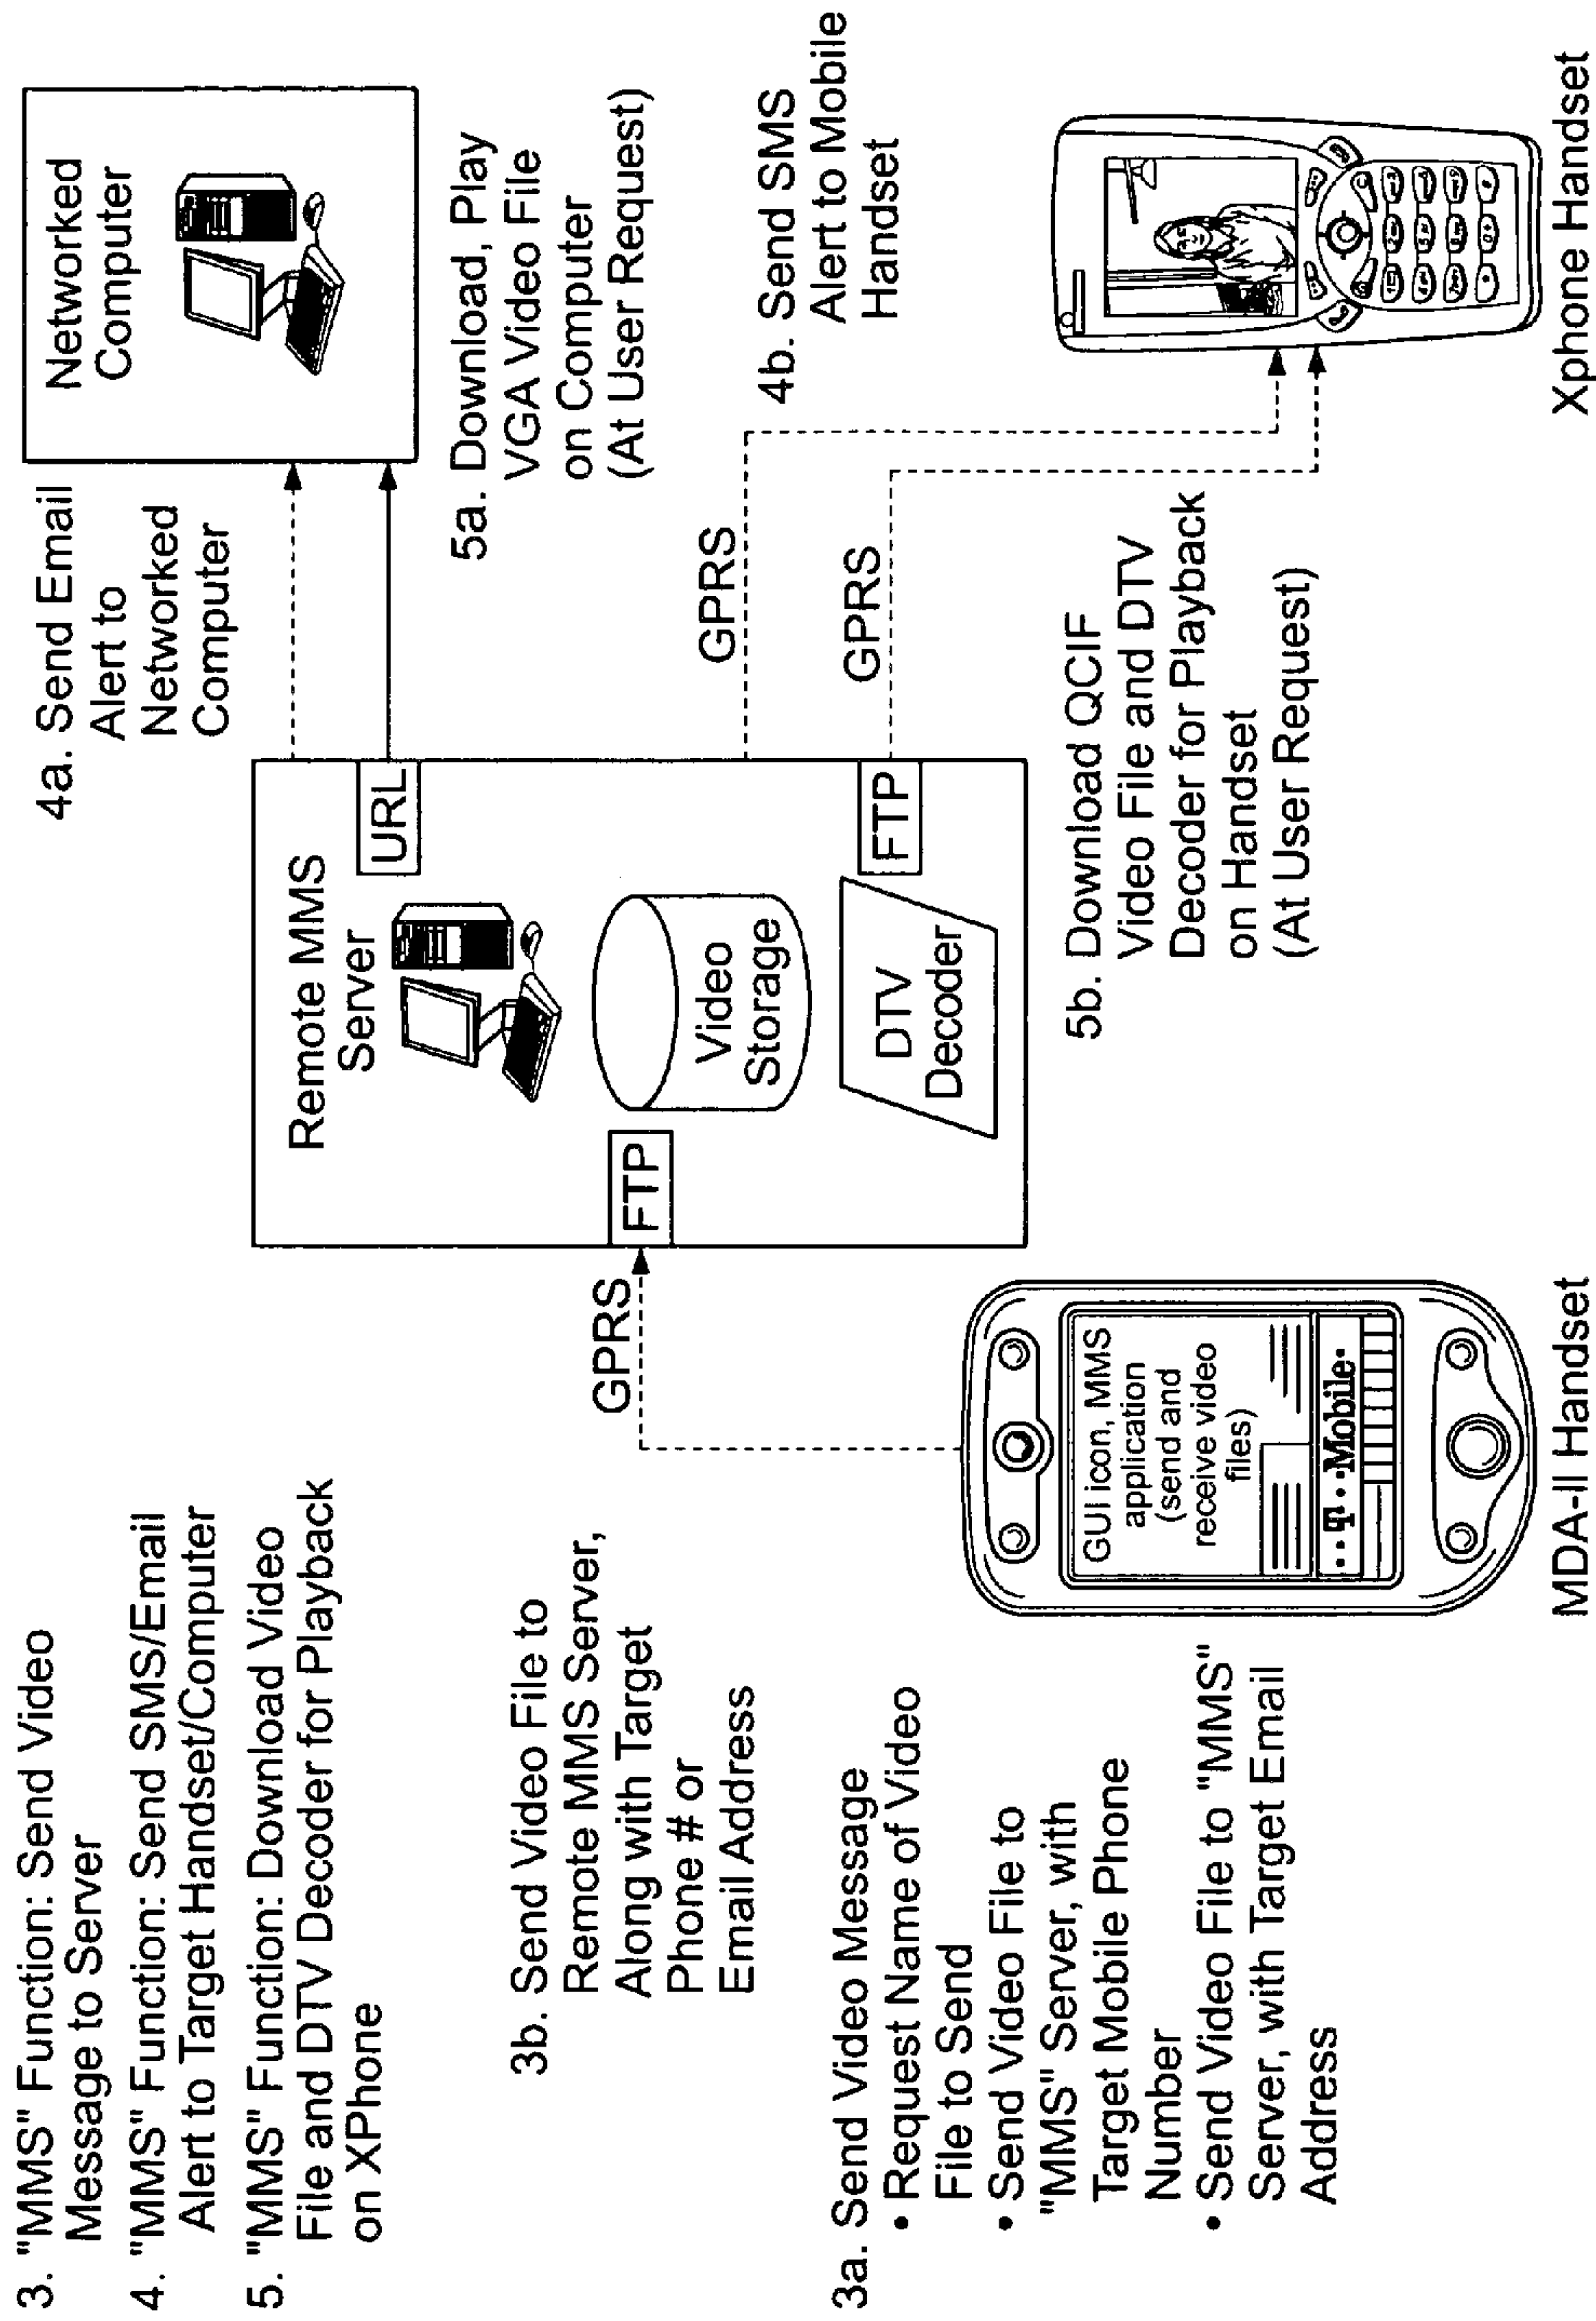 3. "MMS" Function: Send Video
Message to Server
4. "MMS" Function: Send SMS/Email
Alert to Target Handset/Computer
5. "MMS" Function: Download Video
File and DTV Decoder for Playback
on XPhone
3b. Send Video File to
Remote MMS Server,
Along with Target
Phone # or
Email Address
3a. Send Video Message
• Request Name of Video
File to Send
• Send Video File to
"MMS" Server, with
Target Mobile Phone
Number
• Send Video File to "MMS"
Server, with Target Email
Address
GUI icon, MMS
application
(send and
receive video
files)
..T..Mobile.
MDA-II Handset
GPRS
Remote MMS
Server
URL
FTP
Video
Storage
DTV
Decoder
FTP
4a. Send Email
Alert to
Networked
Computer
Networked
Computer
5a. Download, Play
VGA Video File
on Computer
(At User Request)
GPRS
GPRS
4b. Send SMS
Alert to Mobile
Handset
5b. Download QCIF
Video File and DTV
Decoder for Playback
on Handset
(At User Request)
Xphone Handset